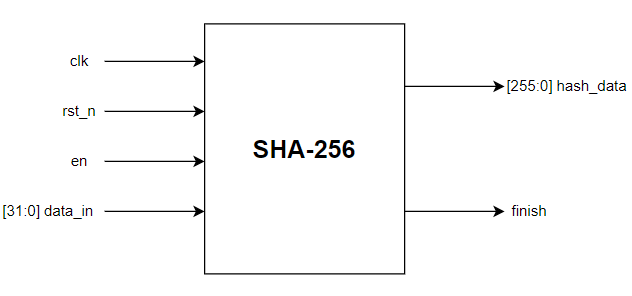 clk
rst_n
en
[31:0] data_in
SHA-256
[255:0] hash_data
finish